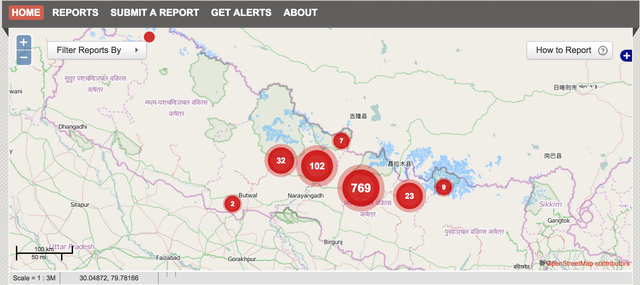 HOME REPORTS SUBMIT A REPORT GET ALERTS ABOUT
+
−
Filter Reports By
How to Report ?
+
सुदूर पश्चिमाञ्चल विकास
क्षेत्र
मध्य-पश्चिमाञ्चल विकास
क्षेत्र
Dhangadhi
吉隆县
日喀则市
7
32
102
聂拉木县
岗巴县
769
9
23
2
Butwal
Narayangadh
क्षेत्र
Sikkim
Gangtok
Sitapur
पूर्वाञ्चल विकास
क्षेत्र
Birgunj
100 km
50 mi
Uttar Pradesh
Faizabad
Gorakhpur
OpenStreetMap contributors
Scale = 1 : 3M
30.04872, 79.78166